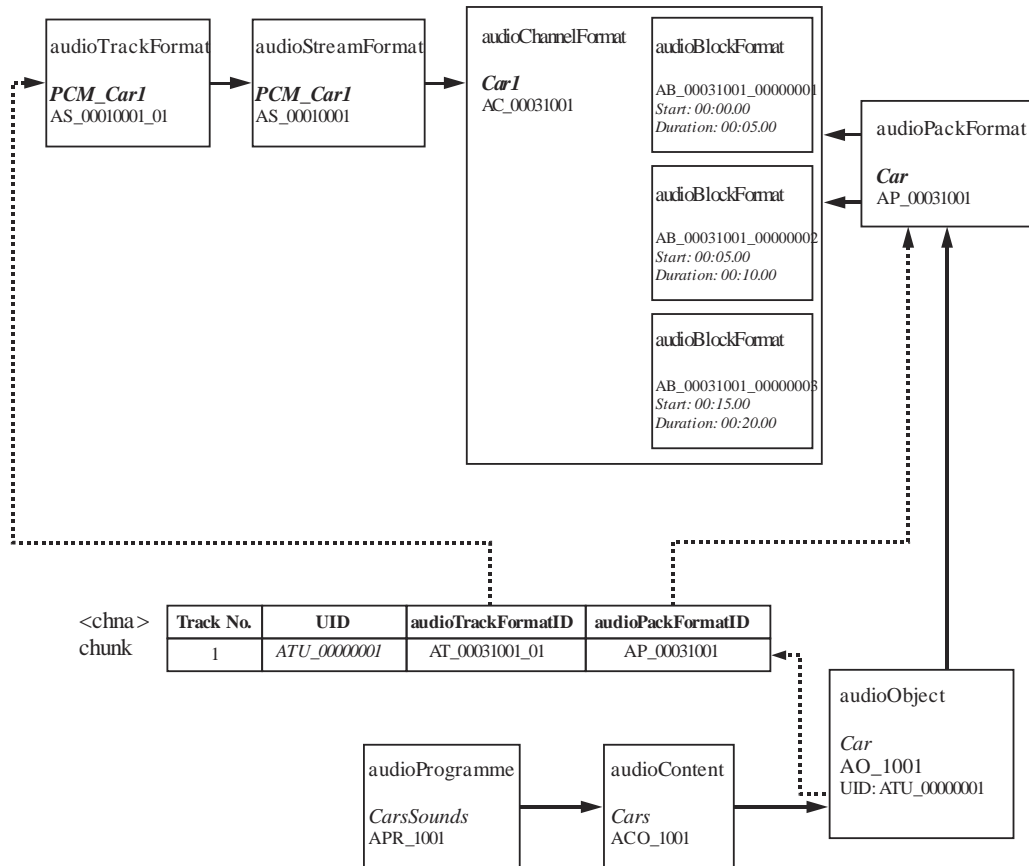 audioTrackFormat
PCM_Car1
AS_00010001_01
audioStreamFormat
PCM_Car1
AS_00010001
audioChannelFormat
Car1
AC_00031001
audioBlockFormat
AB_00031001_00000001
Start: 00:00.00
Duration: 00:05.00
audioBlockFormat
AB_00031001_00000002
Start: 00:05.00
Duration: 00:10.00
audioBlockFormat
AB_00031001_00000003
Start: 00:15.00
Duration: 00:20.00
audioPackFormat
Car
AP_00031001
<chna>
chunk
Track No. UID audioTrackFormatID audioPackFormatID
1 ATU_00000001 AT_00031001_01 AP_00031001
audioProgramme
CarsSounds
APR_1001
audioContent
Cars
ACO_1001
audioObject
Car
AO_1001
UID: ATU_00000001